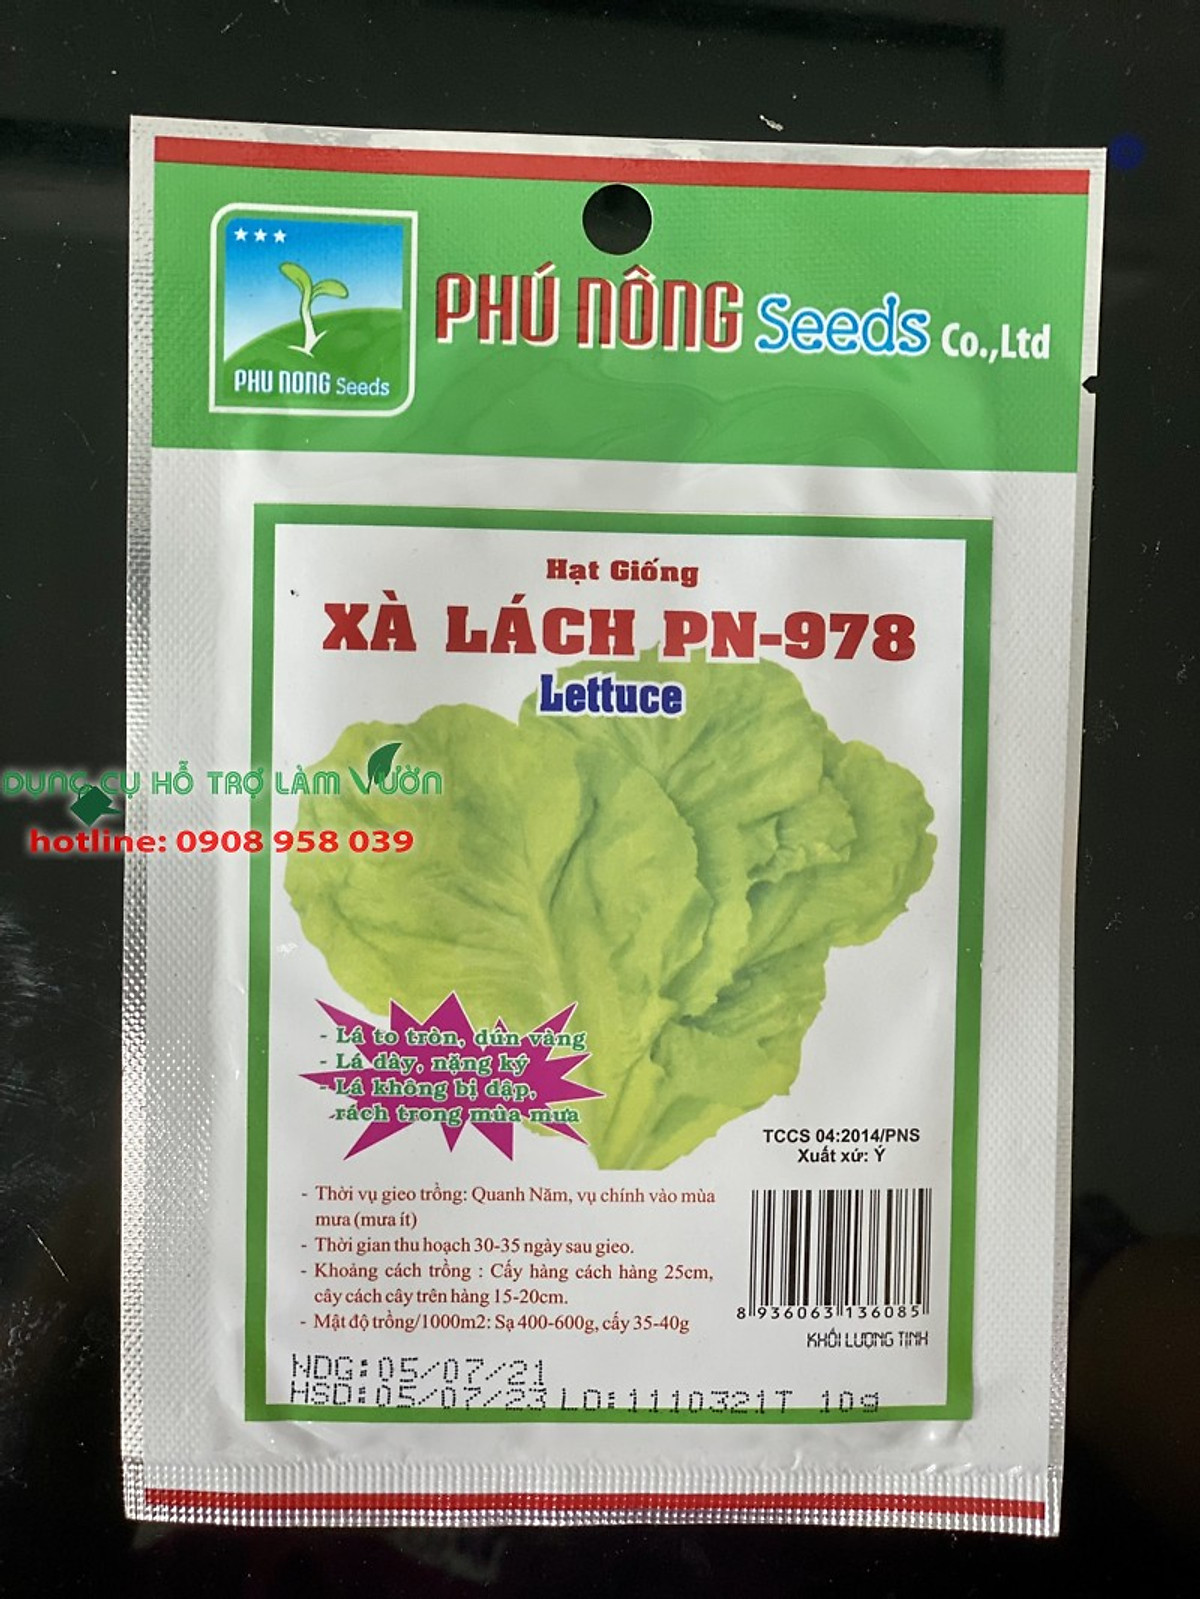 PHÚ NÔNG Seeds Co.,Ltd
PHU NONG Seeds
Hạt Giống
XÀ LÁCH PN-978
Lettuce
DỤNG CỤ HỖ TRỢ LÀM VƯỜN
hotline: 0908 958 039
- Lá to tròn, dún vàng
- Lá dày, nặng ký
- Lá không bị dập,
rách trong mùa mưa
TCCS 04:2014/PNS
Xuất xứ: Ý
- Thời vụ gieo trồng: Quanh Năm, vụ chính vào mùa
mưa (mưa ít)
- Thời gian thu hoạch 30-35 ngày sau gieo.
- Khoảng cách trồng : Cấy hàng cách hàng 25cm,
cây cách cây trên hàng 15-20cm.
- Mật độ trồng/1000m2: Sạ 400-600g, cấy 35-40g
8 936063 136085
KHỐI LƯỢNG TỊNH
NDG:05/07/21
HSD:05/07/23 LO:1110321T 10g